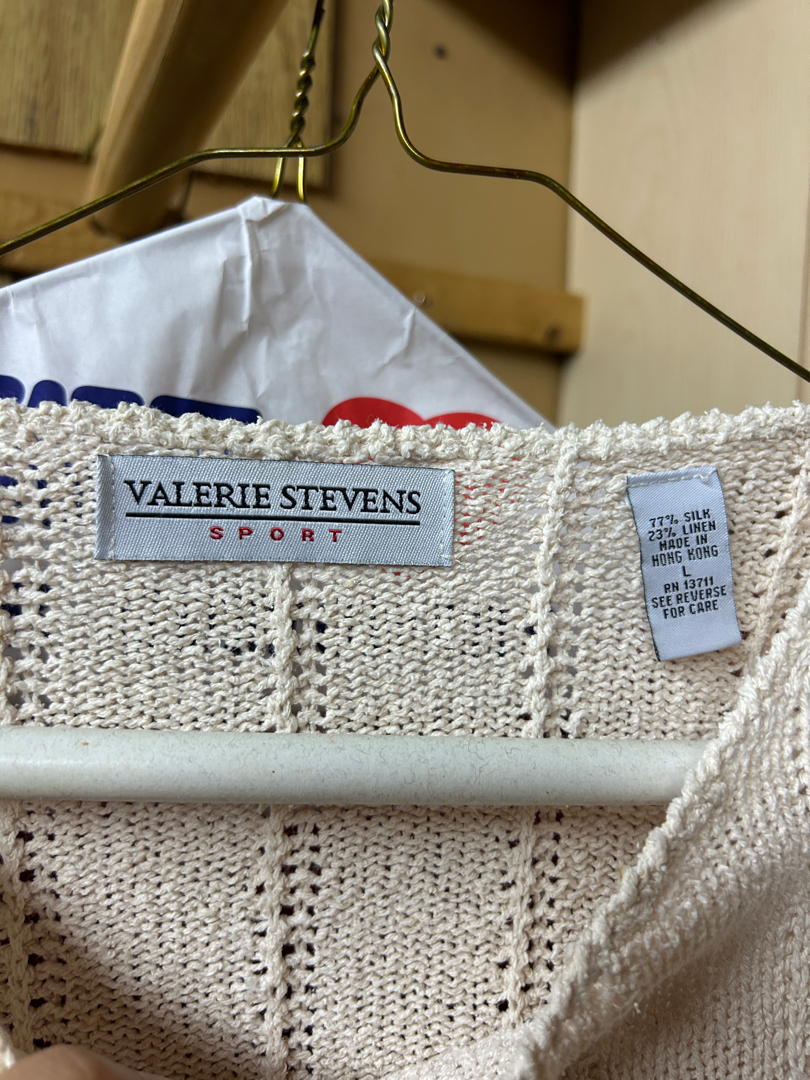 VALERIE STEVENS
SPORT
77% SILK
23% LINEN
MADE IN
HONG KONG
L
RN 13711
SEE REVERSE
FOR CARE